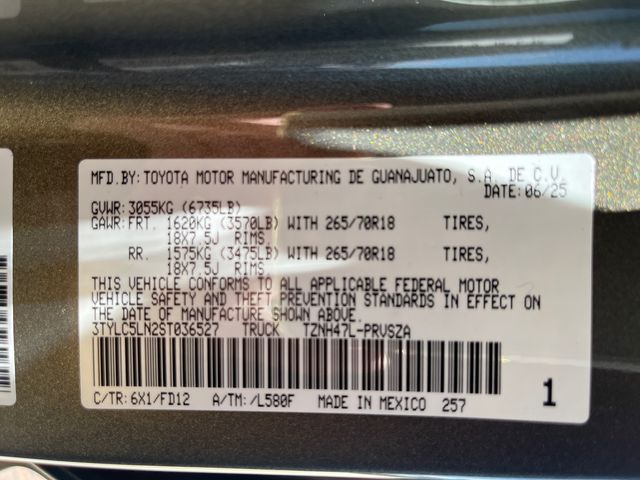 MFD.BY: TOYOTA MOTOR MANUFACTURING DE GUANAJUATO, S.A. DE C.V.
DATE: 06/25
GVWR: 3055KG (6735LB)
GAWR: FRT. 1620KG (3570LB) WITH 265/70R18 TIRES,
18X7.5J RIMS.
RR. 1575KG (3475LB) WITH 265/70R18 TIRES,
18X7.5J RIMS.
THIS VEHICLE CONFORMS TO ALL APPLICABLE FEDERAL MOTOR
VEHICLE SAFETY AND THEFT PREVENTION STANDARDS IN EFFECT ON
THE DATE OF MANUFACTURE SHOWN ABOVE.
3TYLC5LN2ST036527 TRUCK TZNH47L-PRVSZA
C/TR: 6X1/FD12 A/TM: /L580F MADE IN MEXICO 257 1